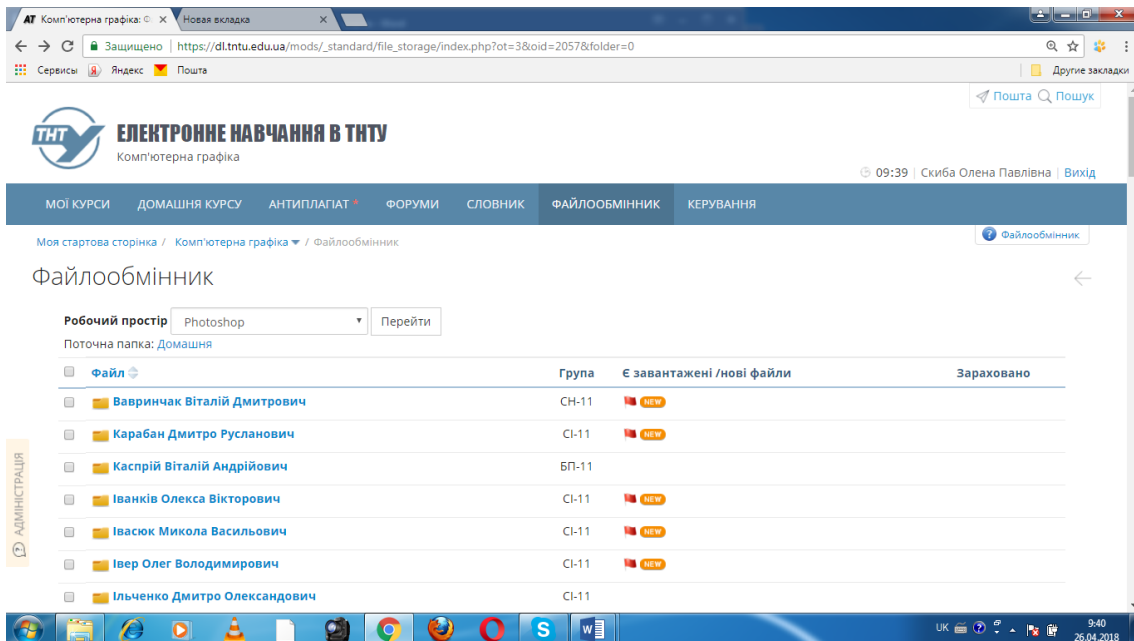 АТ Комп'ютерна графіка: Ф
Новая вкладка
Защищено | https://dl.tntu.edu.ua/mods/_standard/file_storage/index.php?ot=3&oid=2057&folder=0
Сервисы Яндекс Почта
Другие закладки
Пошта Пошук
ТНТУ
ЕЛЕКТРОННЕ НАВЧАННЯ В ТНТУ
Комп'ютерна графіка
09:39 | Скиба Олена Павлівна | Вихід
МОЇ КУРСИ ДОМАШНЯ КУРСУ АНТИПЛАГІАТ * ФОРУМИ СЛОВНИК ФАЙЛООБМІННИК КЕРУВАННЯ
Моя стартова сторінка / Комп'ютерна графіка / Файлообмінник
? Файлообмінник
Файлообмінник
Робочий простір Photoshop Перейти
Поточна папка: Домашня
Файл Група Є завантажені /нові файли Зараховано
Вавринчак Віталій Дмитрович СН-11 NEW
Карабан Дмитро Русланович СІ-11 NEW
Каспрій Віталій Андрійович БП-11
Іванків Олекса Вікторович СІ-11 NEW
Івасюк Микола Васильович СІ-11 NEW
Івер Олег Володимирович СІ-11 NEW
Ільченко Дмитро Олександович СІ-11
АДМІНІСТРАЦІЯ
UK
9:40
26.04.2018